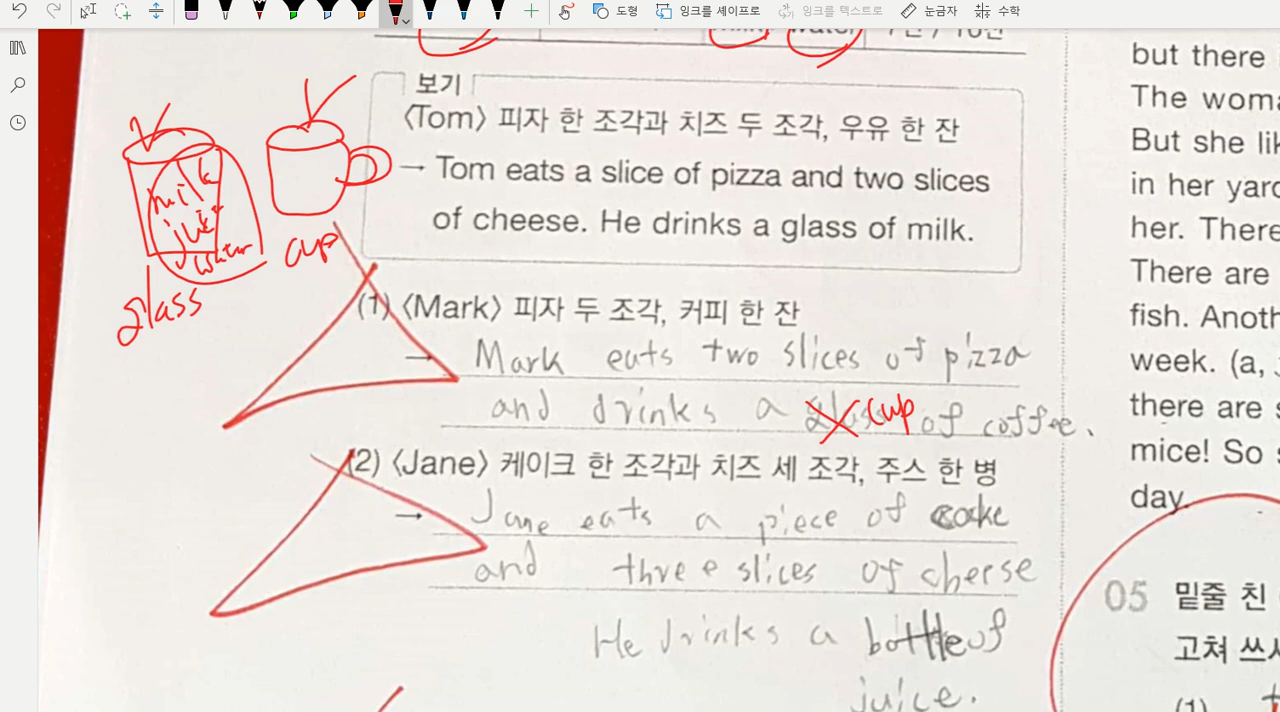 도형
잉크를 셰이프로
잉크를 텍스트로
눈금자
수학
보기
〈Tom〉 피자 한 조각과 치즈 두 조각, 우유 한 잔
→ Tom eats a slice of pizza and two slices
of cheese. He drinks a glass of milk.
milk
glass
cup
(1) 〈Mark〉 피자 두 조각, 커피 한 잔
→ Mark eats two slices of pizza
and drinks a glass cup of coffee.
(2) 〈Jane〉 케이크 한 조각과 치즈 세 조각, 주스 한 병
→ Jane eats a piece of cake
and three slices of cheese
He drinks a bottle of
juice.
but there
The woma
But she lik
in her yard
her. There
There are
fish. Anoth
week. (a,
there are s
mice! So s
day.
05 밑줄 친
고쳐 쓰시
(1)